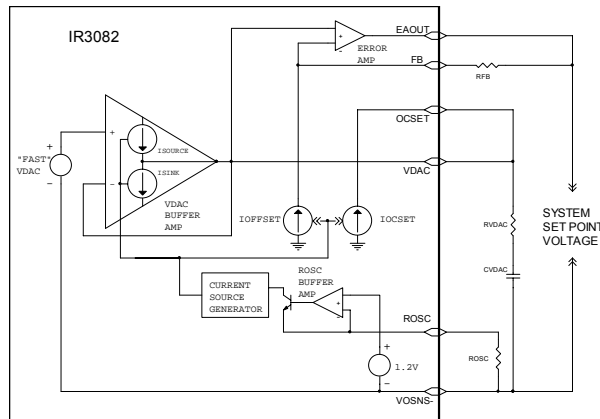 IR3082
EAOUT
ERROR
AMP
FB
RFB
OCSET
"FAST"
VDAC
ISOURCE
ISINK
VDAC
VDAC
BUFFER
AMP
IOFFSET
IOCSET
SYSTEM
SET POINT
VOLTAGE
RVDAC
CVDAC
CURRENT
SOURCE
GENERATOR
ROSC
BUFFER
AMP
ROSC
ROSC
1.2V
VOSNS-
+
-
+
-
+
-
+
-
+
-